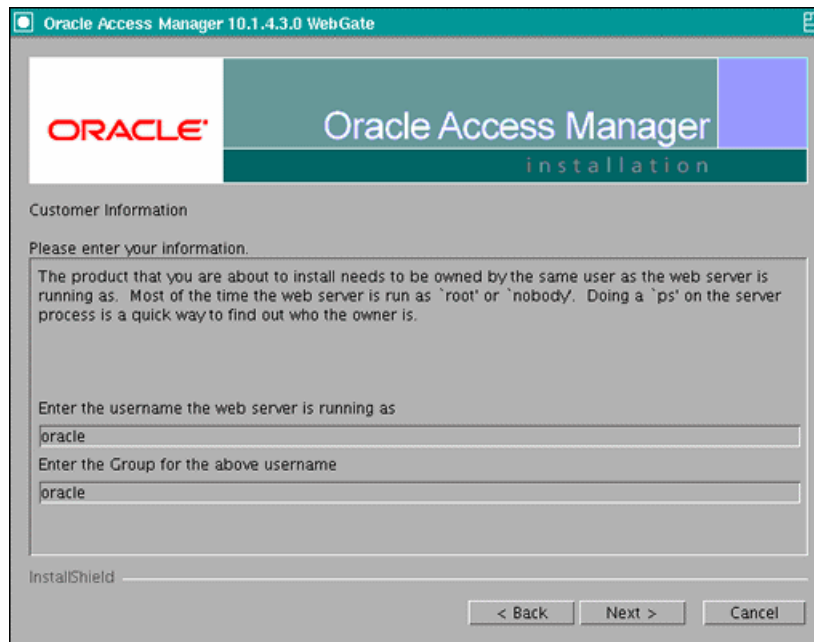 Oracle Access Manager 10.1.4.3.0 WebGate
ORACLE®
Oracle Access Manager
installation
Customer Information
Please enter your information.
The product that you are about to install needs to be owned by the same user as the web server is
running as. Most of the time the web server is run as `root' or `nobody'. Doing a `ps' on the server
process is a quick way to find out who the owner is.
Enter the username the web server is running as
oracle
Enter the Group for the above username
oracle
InstallShield
< Back Next > Cancel